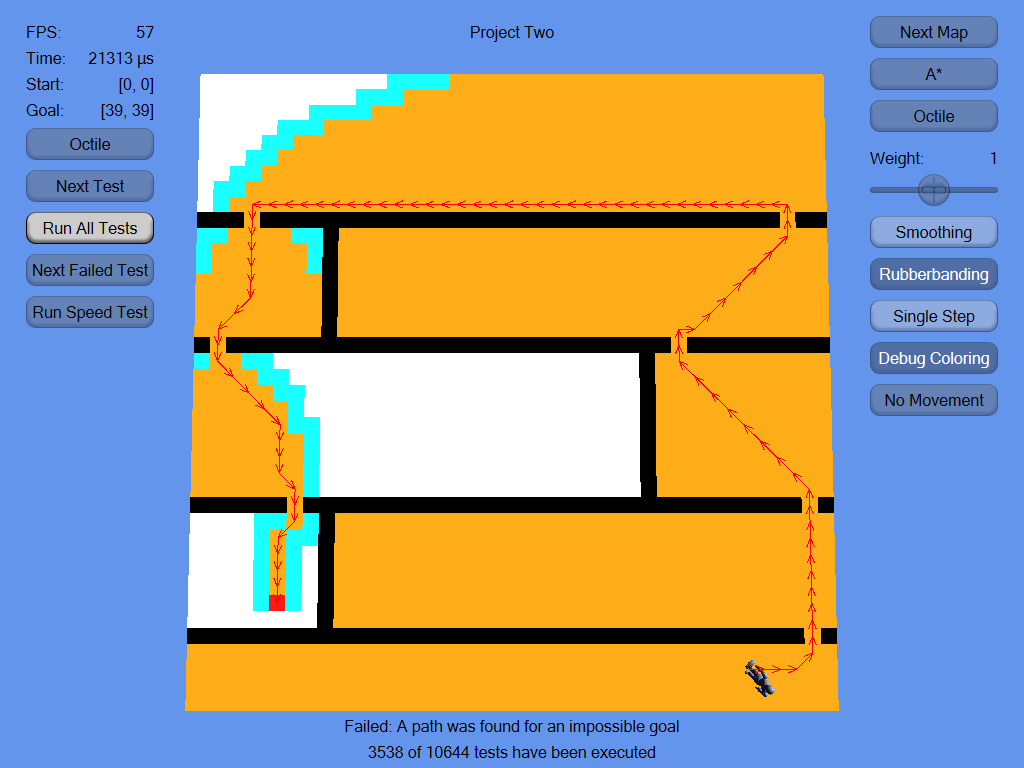 FPS: 57
Time: 21313 µs
Start: [0, 0]
Goal: [39, 39]
Octile
Next Test
Run All Tests
Next Failed Test
Run Speed Test
Project Two
Next Map
A*
Octile
Weight: 1
Smoothing
Rubberbanding
Single Step
Debug Coloring
No Movement
Failed: A path was found for an impossible goal
3538 of 10644 tests have been executed